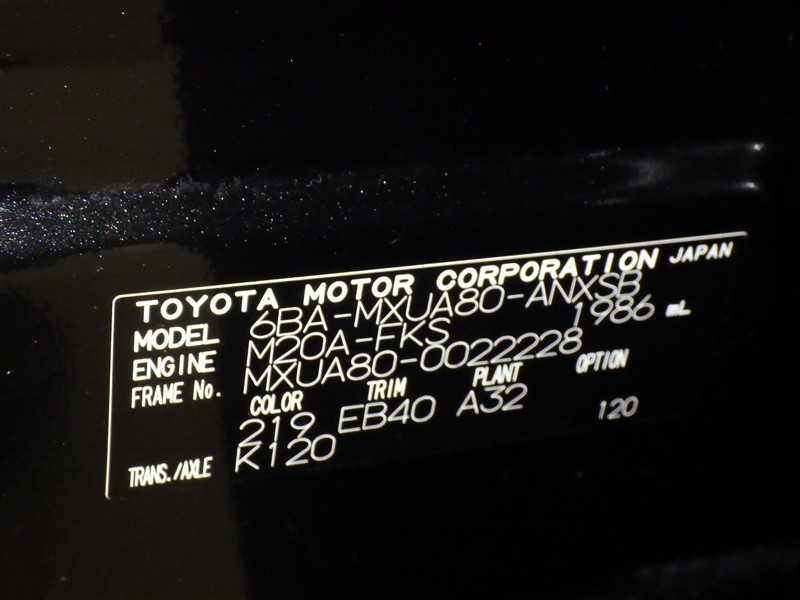 TOYOTA MOTOR CORPORATION JAPAN
MODEL 6BA-MXUA80-ANXSB
ENGINE M20A-FKS 1986 mL
FRAME No. MXUA80-0022228
COLOR TRIM PLANT OPTION
219 EB40 A32 120
TRANS./AXLE K120